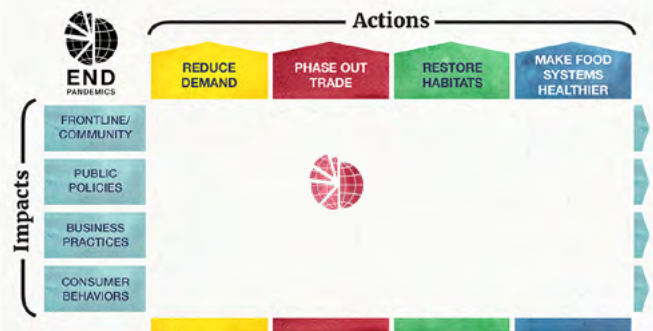 Actions
END
PANDEMICS
REDUCE
DEMAND
PHASE OUT
TRADE
RESTORE
HABITATS
MAKE FOOD
SYSTEMS
HEALTHIER
Impacts
FRONTLINE/
COMMUNITY
PUBLIC
POLICIES
BUSINESS
PRACTICES
CONSUMER
BEHAVIORS